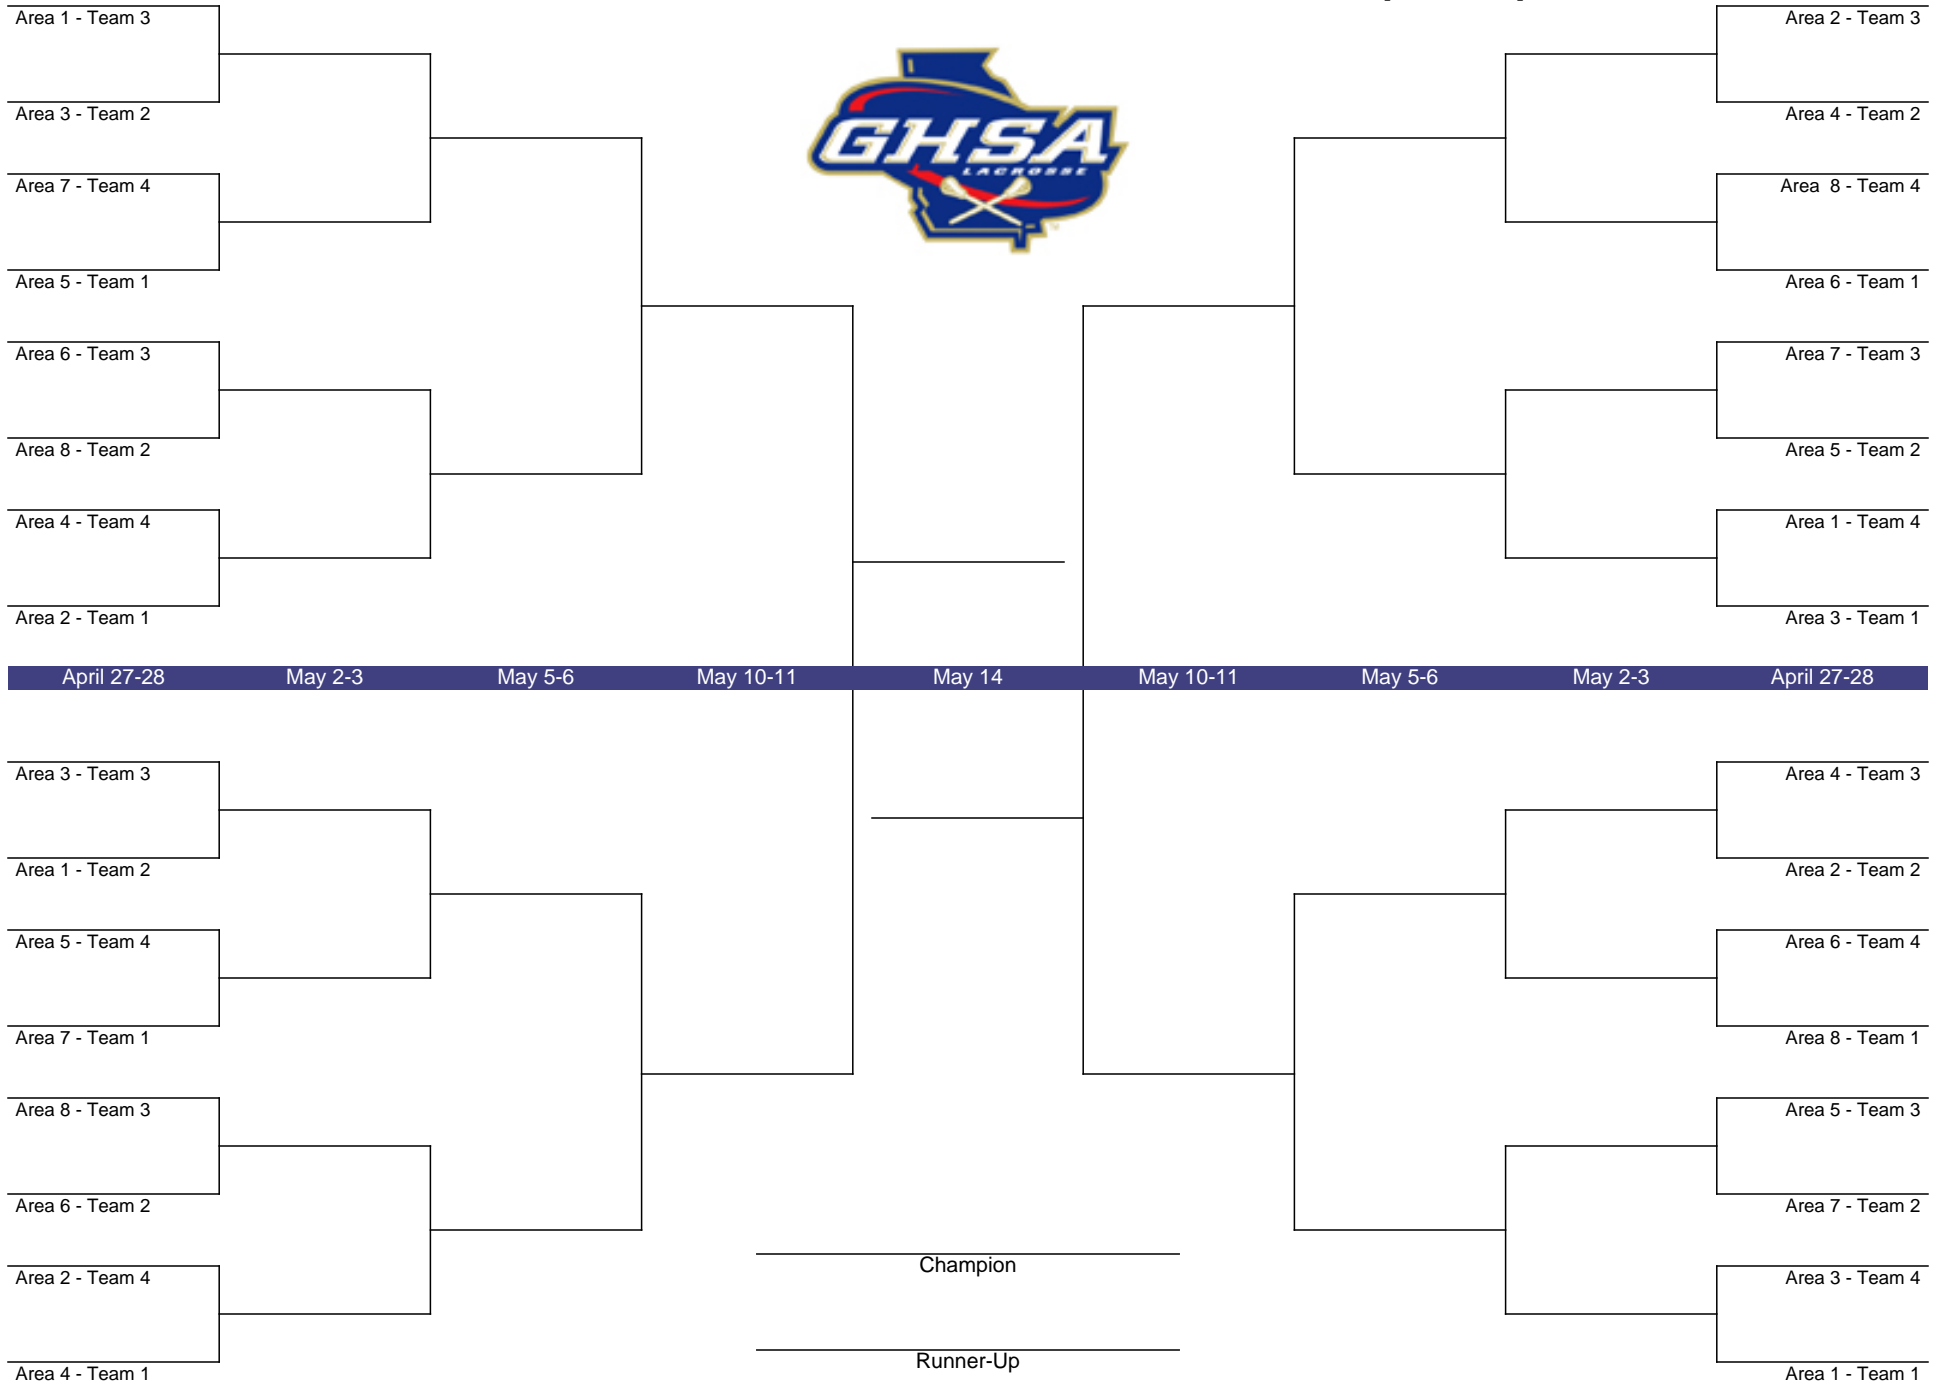 Area 1 - Team 3
Area 2 - Team 3
Area 3 - Team 2
Area 4 - Team 2
GHSA
LACROSSE
Area 7 - Team 4
Area  8 - Team 4
TM
Area 5 - Team 1
Area 6 - Team 1
Area 6 - Team 3
Area 7 - Team 3
Area 8 - Team 2
Area 5 - Team 2
Area 4 - Team 4
Area 1 - Team 4
Area 2 - Team 1
Area 3 - Team 1
April 27-28 May 2-3 May 5-6 May 10-11 May 14 May 10-11 May 5-6 May 2-3 April 27-28
Area 3 - Team 3
Area 4 - Team 3
Area 1 - Team 2
Area 2 - Team 2
Area 5 - Team 4
Area 6 - Team 4
Area 7 - Team 1
Area 8 - Team 1
Area 8 - Team 3
Area 5 - Team 3
Area 6 - Team 2
Area 7 - Team 2
Champion
Area 2 - Team 4
Area 3 - Team 4
Runner-Up
Area 4 - Team 1
Area 1 - Team 1